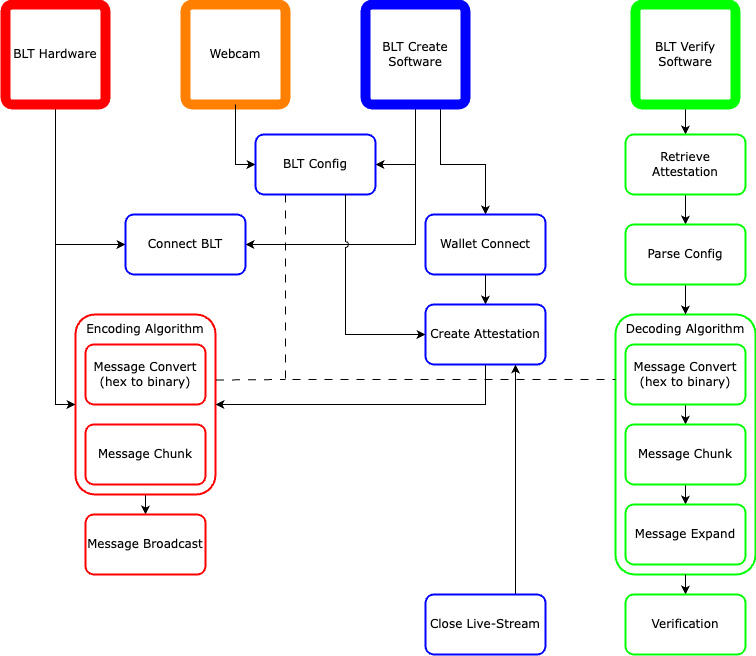 BLT Hardware
Webcam
BLT Create
Software
BLT Verify
Software
BLT Config
Retrieve
Attestation
Connect BLT
Wallet Connect
Parse Config
Encoding Algorithm
Create Attestation
Decoding Algorithm
Message Convert
(hex to binary)
Message Convert
(hex to binary)
Message Chunk
Message Chunk
Message Broadcast
Message Expand
Close Live-Stream
Verification